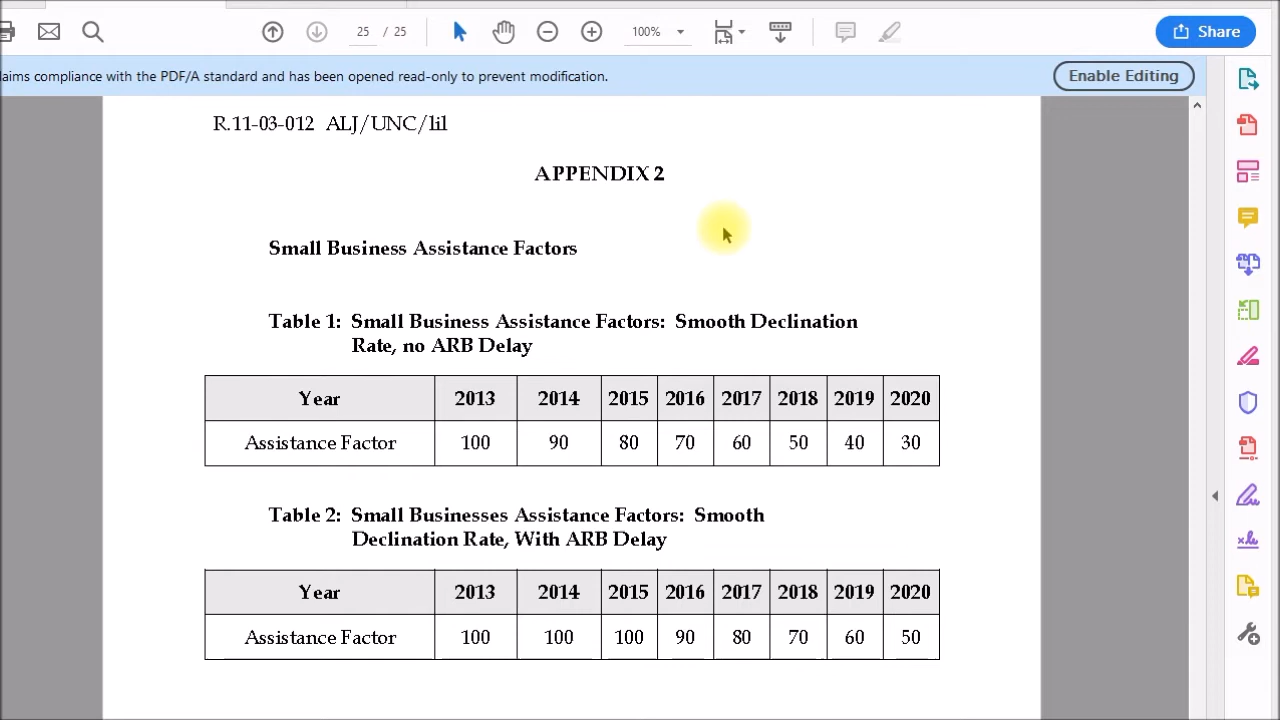 25 / 25
100%
Share
laims compliance with the PDF/A standard and has been opened read-only to prevent modification.
Enable Editing
R.11-03-012 ALJ/UNC/lil
APPENDIX 2
Small Business Assistance Factors
Table 1: Small Business Assistance Factors: Smooth Declination
Rate, no ARB Delay
Year 2013 2014 2015 2016 2017 2018 2019 2020
Assistance Factor 100 90 80 70 60 50 40 30
Table 2: Small Businesses Assistance Factors: Smooth
Declination Rate, With ARB Delay
Year 2013 2014 2015 2016 2017 2018 2019 2020
Assistance Factor 100 100 100 90 80 70 60 50